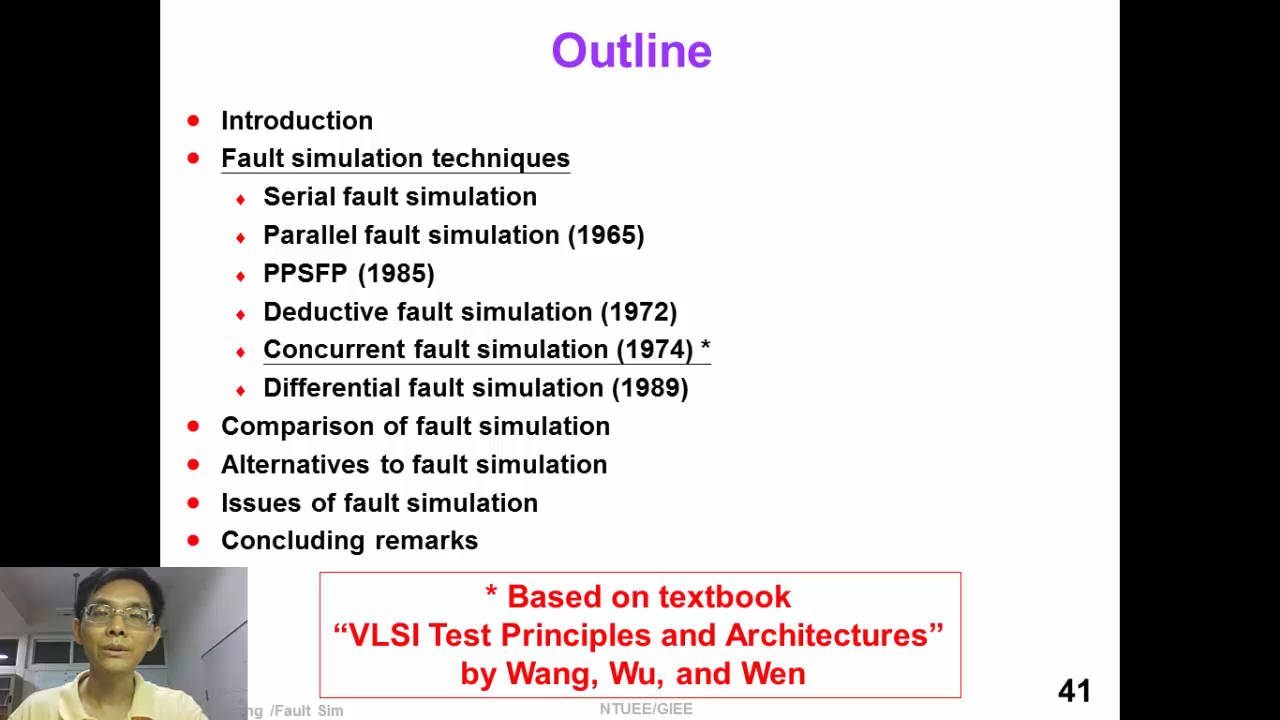 Outline
Introduction
Fault simulation techniques
Serial fault simulation
Parallel fault simulation (1965)
PPSFP (1985)
Deductive fault simulation (1972)
Concurrent fault simulation (1974) *
Differential fault simulation (1989)
Comparison of fault simulation
Alternatives to fault simulation
Issues of fault simulation
Concluding remarks
* Based on textbook
“VLSI Test Principles and Architectures”
by Wang, Wu, and Wen
/Fault Sim
NTUEE/GIEE
41